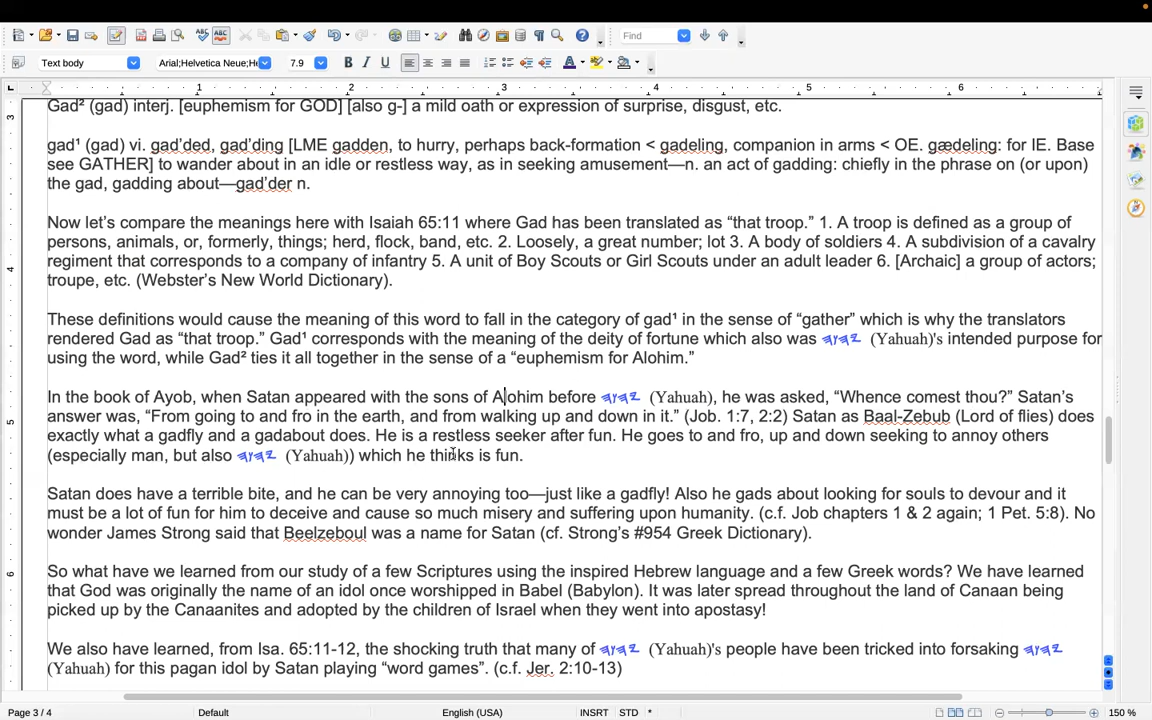 Text body
Arial;Helvetica Neue;He
7.9
Find
Gad² (gad) interj. [euphemism for GOD] [also g-] a mild oath or expression of surprise, disgust, etc.
gad¹ (gad) vi. gad’ded, gad’ding [LME gadden, to hurry, perhaps back-formation < gadeling, companion in arms < OE. gædeling: for IE. Base
see GATHER] to wander about in an idle or restless way, as in seeking amusement—n. an act of gadding: chiefly in the phrase on (or upon)
the gad, gadding about—gad’der n.
Now let’s compare the meanings here with Isaiah 65:11 where Gad has been translated as “that troop.” 1. A troop is defined as a group of
persons, animals, or, formerly, things; herd, flock, band, etc. 2. Loosely, a great number; lot 3. A body of soldiers 4. A subdivision of a cavalry
regiment that corresponds to a company of infantry 5. A unit of Boy Scouts or Girl Scouts under an adult leader 6. [Archaic] a group of actors;
troupe, etc. (Webster’s New World Dictionary).
These definitions would cause the meaning of this word to fall in the category of gad¹ in the sense of “gather” which is why the translators
rendered Gad as “that troop.” Gad¹ corresponds with the meaning of the deity of fortune which also was 𐤉𐤄𐤅𐤄 (Yahuah)'s intended purpose for
using the word, while Gad² ties it all together in the sense of a “euphemism for Alohim.”
In the book of Ayob, when Satan appeared with the sons of Alohim before 𐤉𐤄𐤅𐤄 (Yahuah), he was asked, “Whence comest thou?” Satan’s
answer was, “From going to and fro in the earth, and from walking up and down in it.” (Job. 1:7, 2:2) Satan as Baal-Zebub (Lord of flies) does
exactly what a gadfly and a gadabout does. He is a restless seeker after fun. He goes to and fro, up and down seeking to annoy others
(especially man, but also 𐤉𐤄𐤅𐤄 (Yahuah)) which he thinks is fun.
Satan does have a terrible bite, and he can be very annoying too—just like a gadfly! Also he gads about looking for souls to devour and it
must be a lot of fun for him to deceive and cause so much misery and suffering upon humanity. (c.f. Job chapters 1 & 2 again; 1 Pet. 5:8). No
wonder James Strong said that Beelzeboul was a name for Satan (cf. Strong’s #954 Greek Dictionary).
So what have we learned from our study of a few Scriptures using the inspired Hebrew language and a few Greek words? We have learned
that God was originally the name of an idol once worshipped in Babel (Babylon). It was later spread throughout the land of Canaan being
picked up by the Canaanites and adopted by the children of Israel when they went into apostasy!
We also have learned, from Isa. 65:11-12, the shocking truth that many of 𐤉𐤄𐤅𐤄 (Yahuah)'s people have been tricked into forsaking 𐤉𐤄𐤅𐤄
(Yahuah) for this pagan idol by Satan playing “word games”. (c.f. Jer. 2:10-13)
Page 3 / 4
Default
English (USA)
INSRT
STD
*
150 %